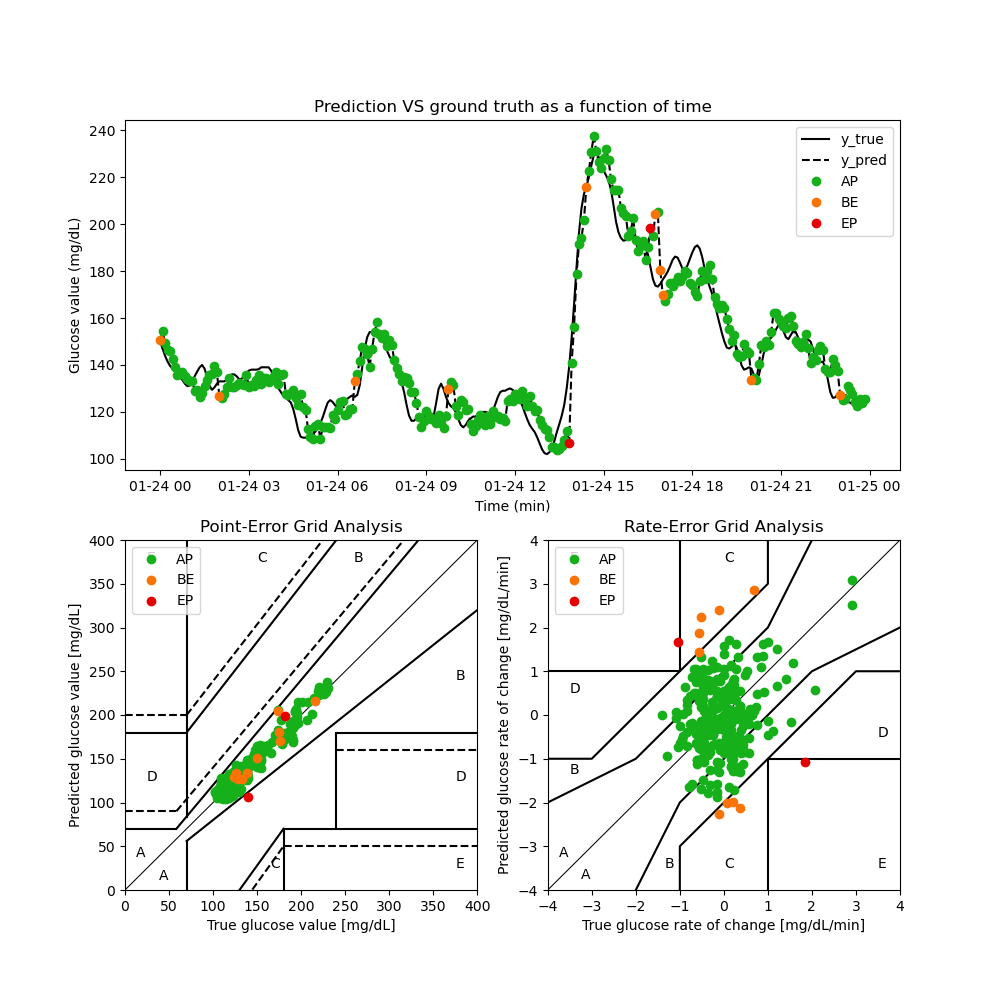 Prediction VS ground truth as a function of time
Glucose value (mg/dL)
240
220
200
180
160
140
120
100
y_true
y_pred
AP
BE
EP
01-24 00 01-24 03 01-24 06 01-24 09 01-24 12 01-24 15 01-24 18 01-24 21 01-25 00
Time (min)
Point-Error Grid Analysis
Predicted glucose value [mg/dL]
400
350
300
250
200
150
100
50
0
AP
BE
EP
C
B
B
D
D
A
A
C
E
0 50 100 150 200 250 300 350 400
True glucose value [mg/dL]
Rate-Error Grid Analysis
Predicted glucose rate of change [mg/dL/min]
4
3
2
1
0
−1
−2
−3
−4
AP
BE
EP
C
D
D
B
A
A
B
C
E
−4 −3 −2 −1 0 1 2 3 4
True glucose rate of change [mg/dL/min]